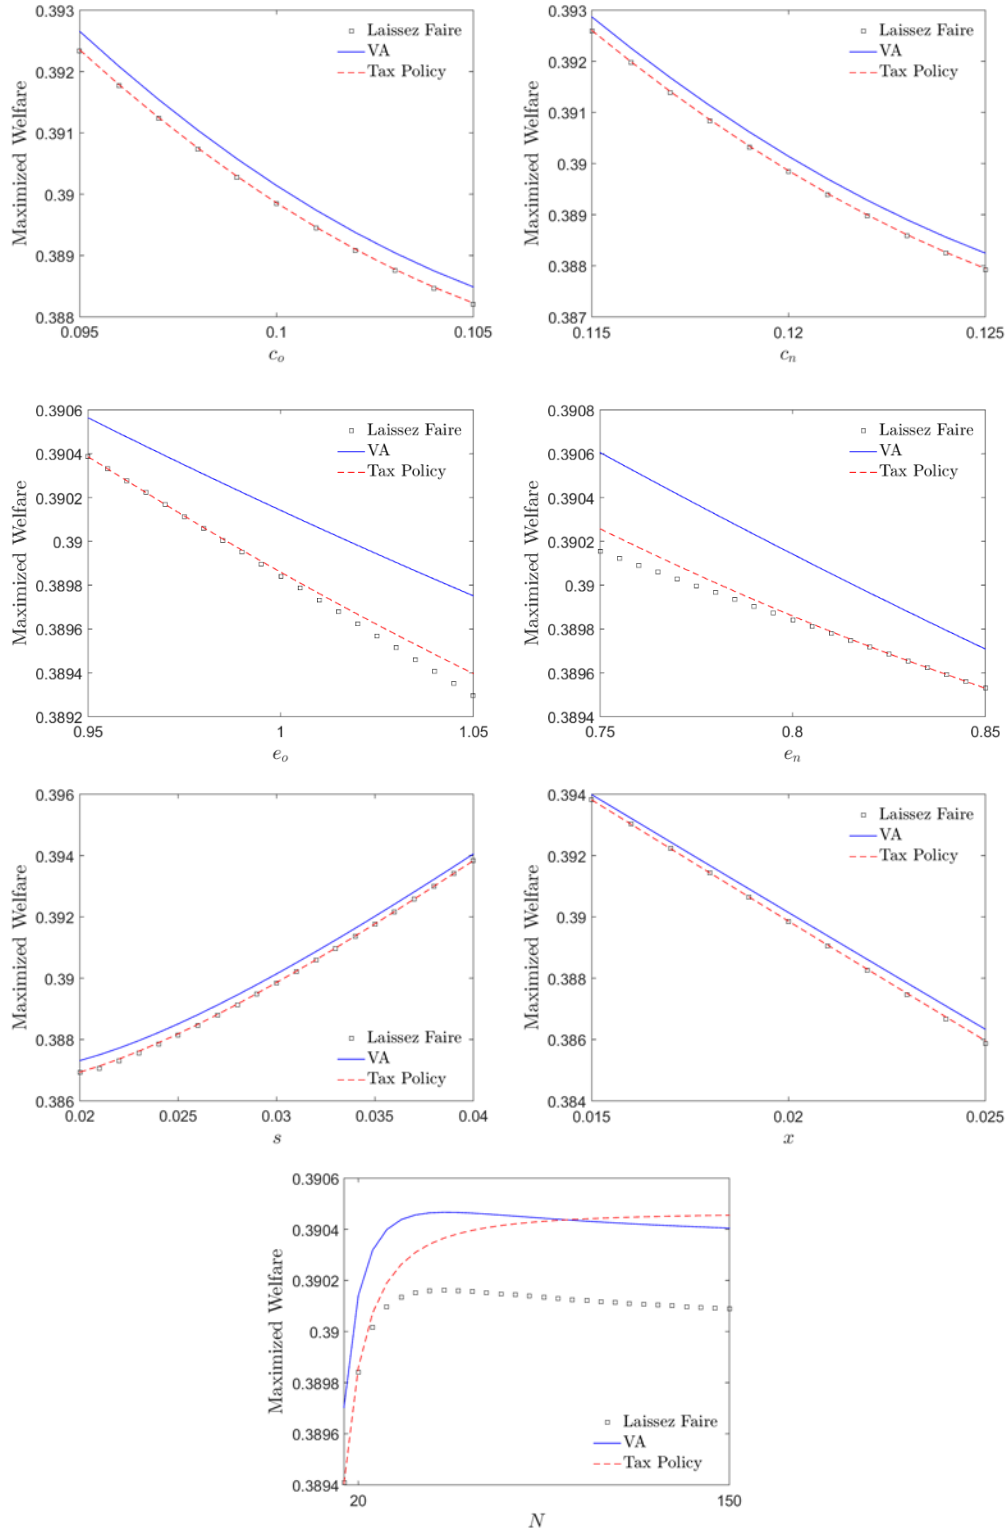 0.393
0.392
0.391
0.39
0.389
0.388
Maximized Welfare
Laissez Faire
VA
Tax Policy
0.095
0.1
0.105
c_o
0.393
0.392
0.391
0.39
0.389
0.388
0.387
Maximized Welfare
Laissez Faire
VA
Tax Policy
0.115
0.12
0.125
c_n
0.3906
0.3904
0.3902
0.39
0.3898
0.3896
0.3894
0.3892
Maximized Welfare
Laissez Faire
VA
Tax Policy
0.95
1
1.05
e_o
0.3908
0.3906
0.3904
0.3902
0.39
0.3898
0.3896
0.3894
Maximized Welfare
Laissez Faire
VA
Tax Policy
0.75
0.8
0.85
e_n
0.396
0.394
0.392
0.39
0.388
0.386
Maximized Welfare
Laissez Faire
VA
Tax Policy
0.02
0.025
0.03
0.035
0.04
s
0.394
0.392
0.39
0.388
0.386
0.384
Maximized Welfare
Laissez Faire
VA
Tax Policy
0.015
0.02
0.025
x
0.3906
0.3904
0.3902
0.39
0.3898
0.3896
0.3894
Maximized Welfare
Laissez Faire
VA
Tax Policy
20
150
N